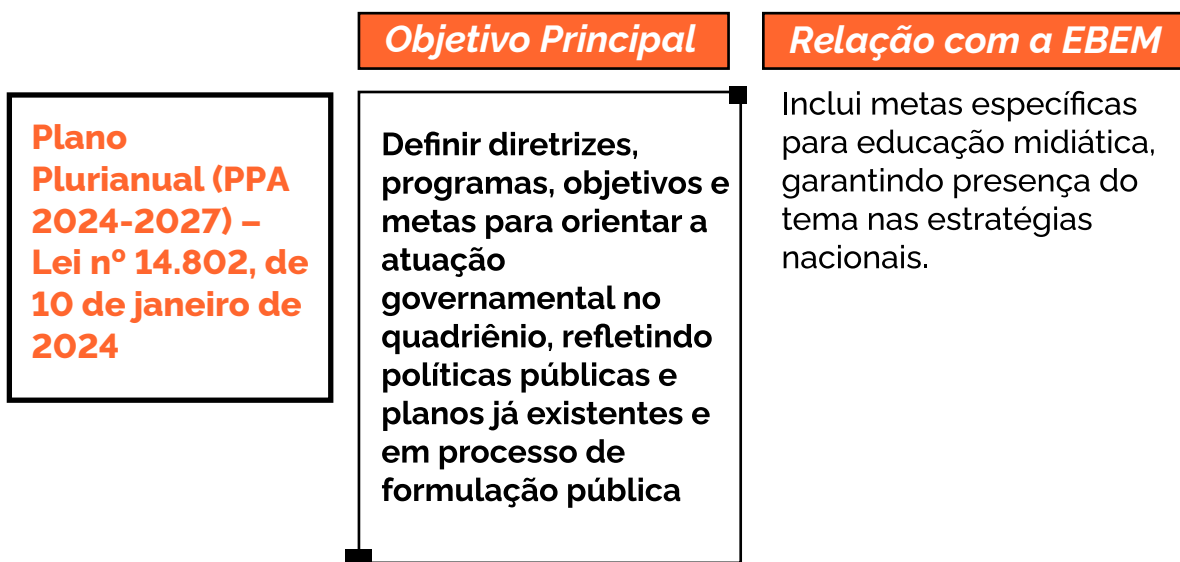 Objetivo Principal
Relação com a EBEM
Plano
Plurianual (PPA
2024-2027) –
Lei nº 14.802, de
10 de janeiro de
2024
Definir diretrizes,
programas, objetivos e
metas para orientar a
atuação
governamental no
quadriênio, refletindo
políticas públicas e
planos já existentes e
em processo de
formulação pública
Inclui metas específicas
para educação midiática,
garantindo presença do
tema nas estratégias
nacionais.